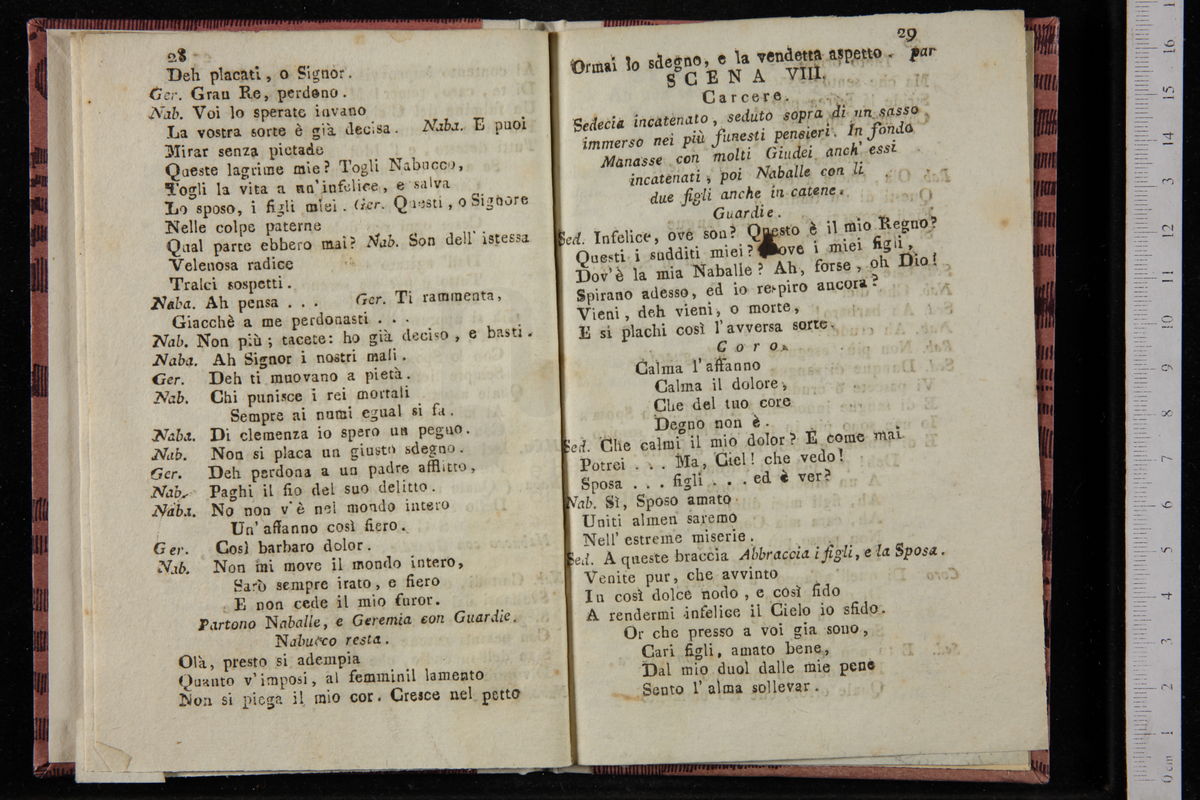 28
Deh placati, o Signor.
Ger. Gran Re, perdono.
Nab. Voi lo sperate invano
La vostra sorte è già decisa. Naba. E puoi
Mirar senza pietade
Queste lagrime mie? Togli Nabucco,
Togli la vita a un'infelice, e salva
Lo sposo, i figli miei. Ger. Questi, o Signore
Nelle colpe paterne
Qual parte ebbero mai? Nab. Son dell'istessa
Velenosa radice
Tralci sospetti.
Naba. Ah pensa . . . Ger. Ti rammenta,
Giacchè a me perdonasti . . .
Nab. Non più; tacete: ho già deciso, e basti.
Naba. Ah Signor i nostri mali.
Ger. Deh ti muovano a pietà.
Nab. Chi punisce i rei mortali
Sempre ai numi egual si fa.
Naba. Di clemenza io spero un pegno.
Nab. Non si placa un giusto sdegno.
Ger. Deh perdona a un padre afflitto,
Nab. Paghi il fio del suo delitto.
Naba. No non v'è nel mondo intero
Un'affanno così fiero.
Ger. Così barbaro dolor.
Nab. Non mi move il mondo intero,
Sarò sempre irato, e fiero
E non cede il mio furor.
Partono Naballe, e Geremia con Guardie.
Nabucco resta.
Olà, presto si adempia
Quanto v'imposi, al femminil lamento
Non si piega il mio cor. Cresce nel petto
29
Ormai lo sdegno, e la vendetta aspetto. par
SCENA VIII.
Carcere.
Sedecia incatenato, seduto sopra di un sasso
immerso nei più funesti pensieri. In fondo
Manasse con molti Giudei anch'essi
incatenati, poi Naballe con li
due figli anche in catene.
Guardie.
Sed. Infelice, ove son? Questo è il mio Regno?
Questi i sudditi miei? ove i miei figli,
Dov'è la mia Naballe? Ah, forse, oh Dio!
Spirano adesso, ed io respiro ancora?
Vieni, deh vieni, o morte,
E si plachi così l'avversa sorte.
Coro.
Calma l'affanno
Calma il dolore,
Che del tuo core
Degno non è.
Sed. Che calmi il mio dolor? E come mai
Potrei . . . Ma, Ciel! che vedo!
Sposa . . . figli . . . ed è ver?
Nab. Sì, Sposo amato
Uniti almen saremo
Nell'estreme miserie.
Sed. A queste braccia Abbraccia i figli, e la Sposa.
Venite pur, che avvinto
In così dolce nodo, e così fido
A rendermi infelice il Cielo io sfido.
Or che presso a voi gia sono,
Cari figli, amato bene,
Dal mio duol dalle mie pene
Sento l'alma sollevar.